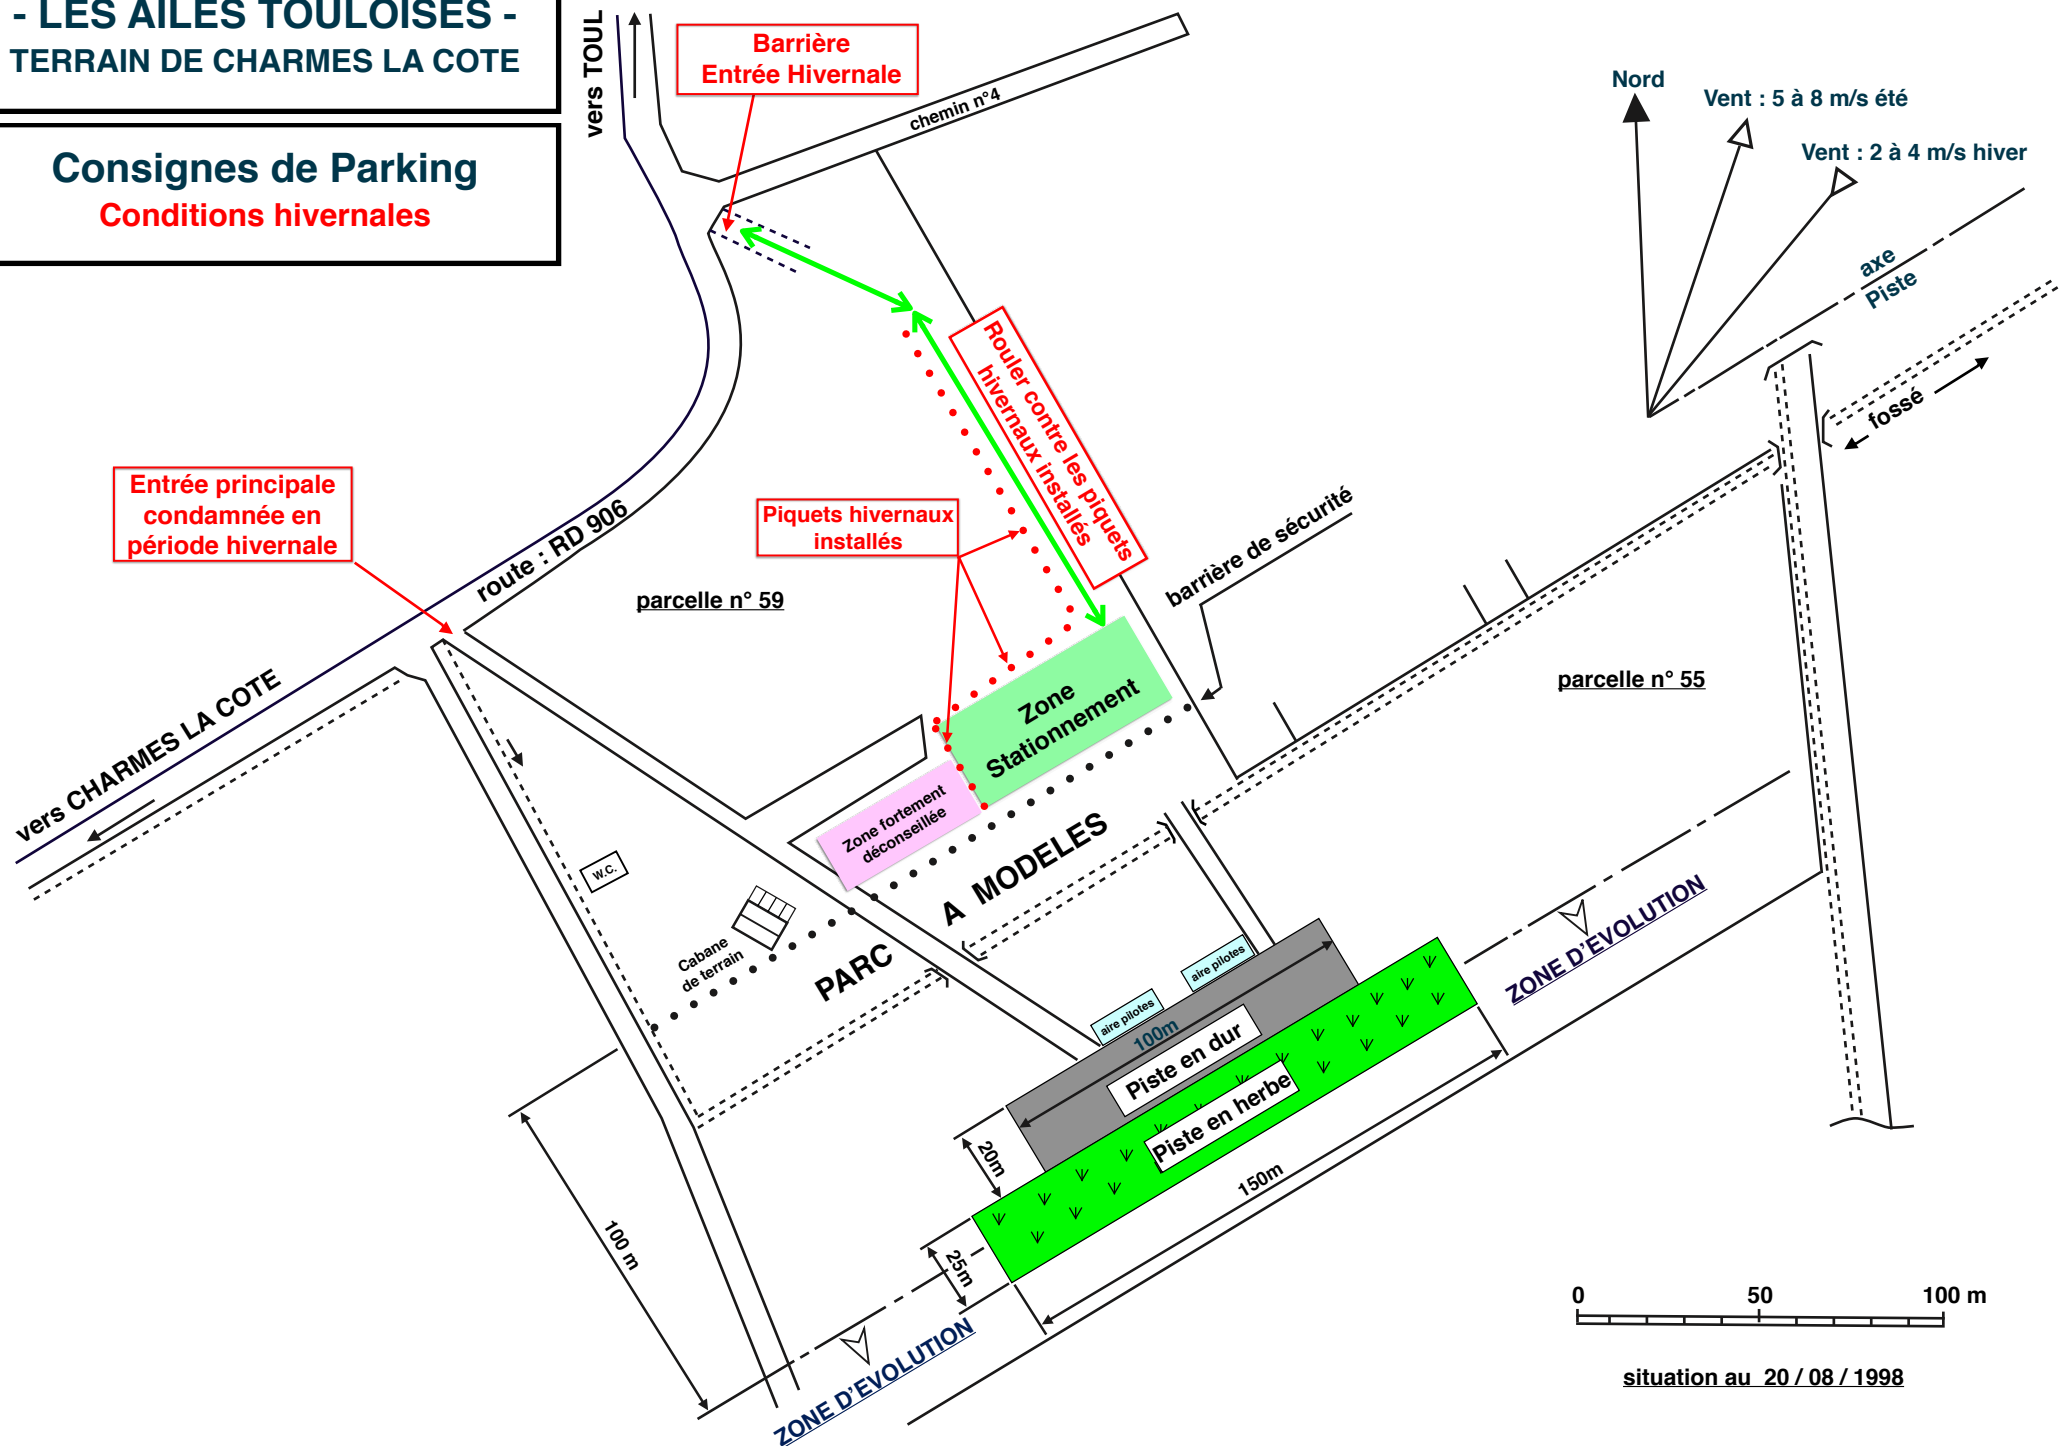 - LES AILES TOULOISES -
TERRAIN DE CHARMES LA COTE
Consignes de Parking
Conditions hivernales
vers TOUL
Barrière
Entrée Hivernale
chemin n°4
Nord
Vent : 5 à 8 m/s été
Vent : 2 à 4 m/s hiver
axe
Piste
fossé
Rouler contre les piquets
hivernaux installés
Entrée principale
condamnée en
période hivernale
route : RD 906
Piquets hivernaux
installés
barrière de sécurité
parcelle n° 59
parcelle n° 55
vers CHARMES LA COTE
Zone
Stationnement
Zone fortement
déconseillée
W.C.
Cabane
de terrain
PARC A MODELES
aire pilotes
aire pilotes
100m
Piste en dur
Piste en herbe
20m
150m
25m
100 m
ZONE D'EVOLUTION
ZONE D'EVOLUTION
0 50 100 m
situation au 20 / 08 / 1998